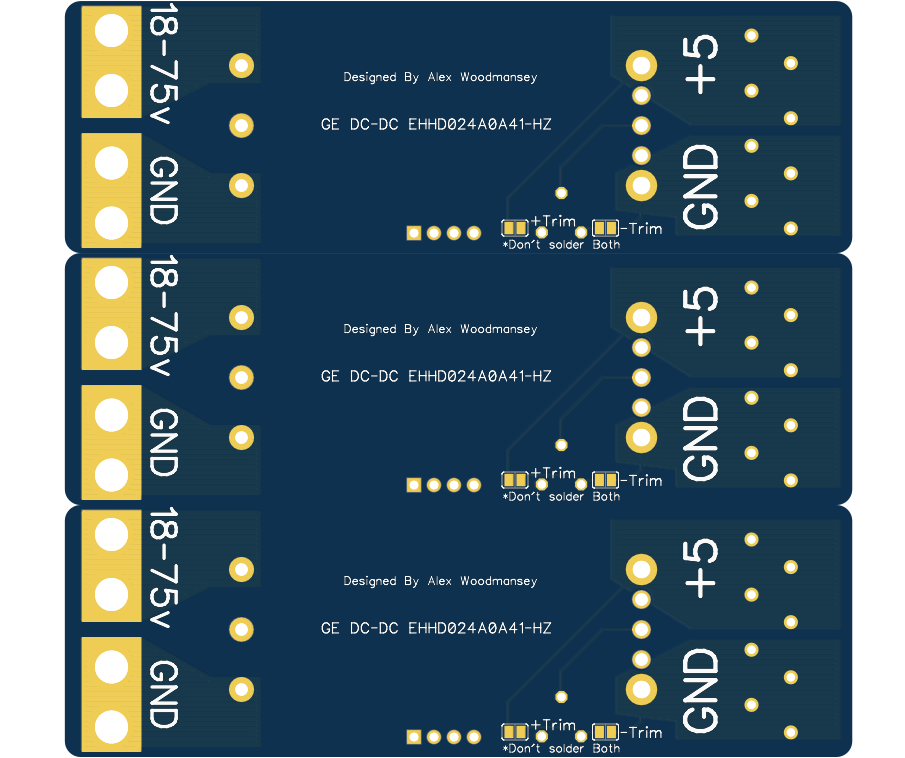 18-75v
Designed By Alex Woodmansey
+5
GE DC-DC EHHD024A0A41-HZ
GND
GND
+Trim
-Trim
*Don't solder Both
18-75v
Designed By Alex Woodmansey
+5
GE DC-DC EHHD024A0A41-HZ
GND
GND
+Trim
-Trim
*Don't solder Both
18-75v
Designed By Alex Woodmansey
+5
GE DC-DC EHHD024A0A41-HZ
GND
GND
+Trim
-Trim
*Don't solder Both